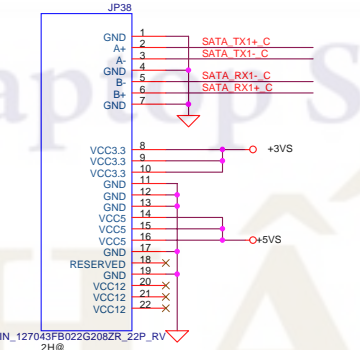 JP38
GND 1
A+ 2 SATA_TX1+_C
A- 3 SATA_TX1-_C
GND 4
B- 5 SATA_RX1-_C
B+ 6 SATA_RX1+_C
GND 7
VCC3.3 8 +3VS
VCC3.3 9
VCC3.3 10
GND 11
GND 12
GND 13
VCC5 14
VCC5 15
VCC5 16 +5VS
GND 17
RESERVED 18
GND 19
VCC12 20
VCC12 21
VCC12 22
IN_127043FB022G208ZR_22P_RV
2H@
aptop S